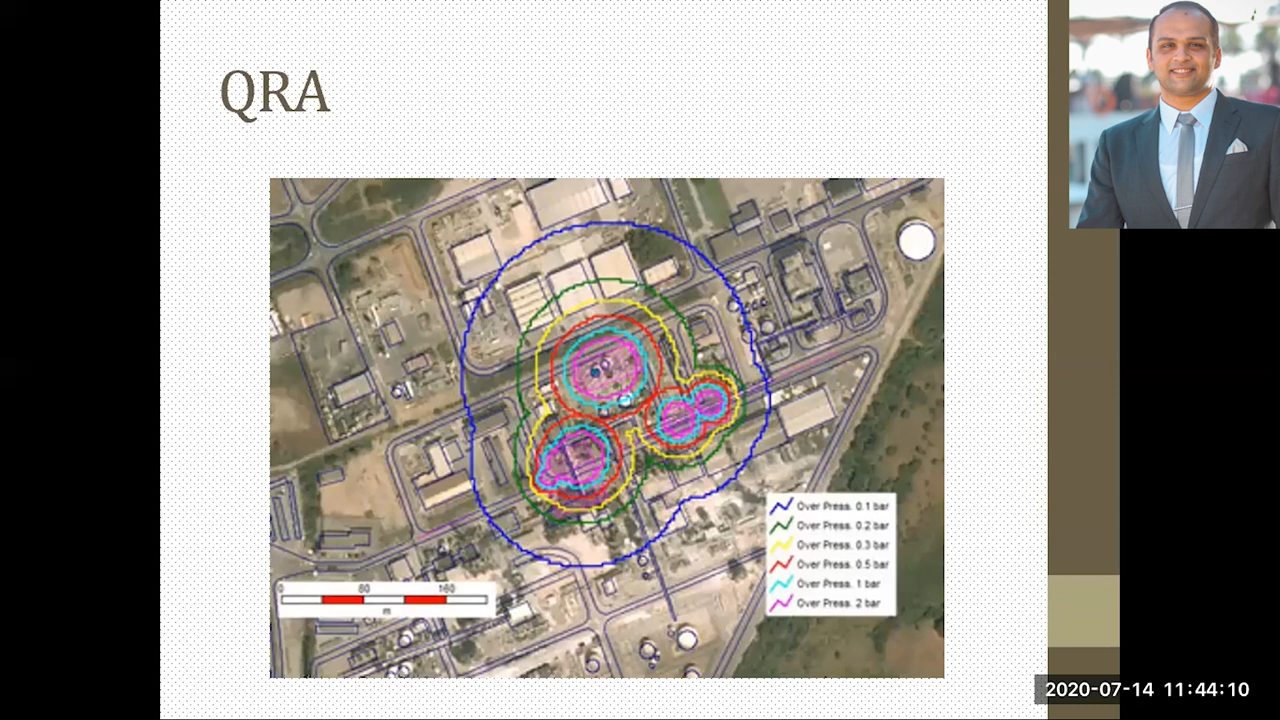 QRA
Over Press. 0.1 bar
Over Press. 0.2 bar
Over Press. 0.3 bar
Over Press. 0.5 bar
Over Press. 1 bar
Over Press. 2 bar
0 80 160
m
2020-07-14 11:44:10